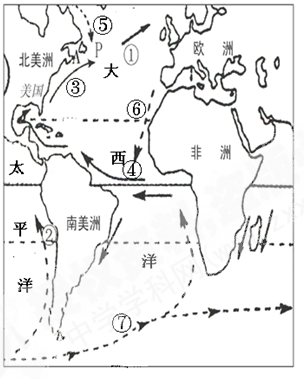 ⑤
P
①
欧 洲
北美洲
大
美国
③
⑥
非 洲
太
西
④
平
②
南美洲
洋
洋
⑦